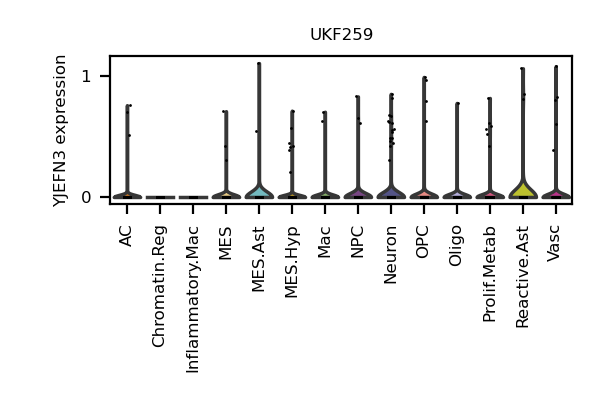 UKF259
YJEFN3 expression
1
0
AC
Chromatin.Reg
Inflammatory.Mac
MES
MES.Ast
MES.Hyp
Mac
NPC
Neuron
OPC
Oligo
Prolif.Metab
Reactive.Ast
Vasc